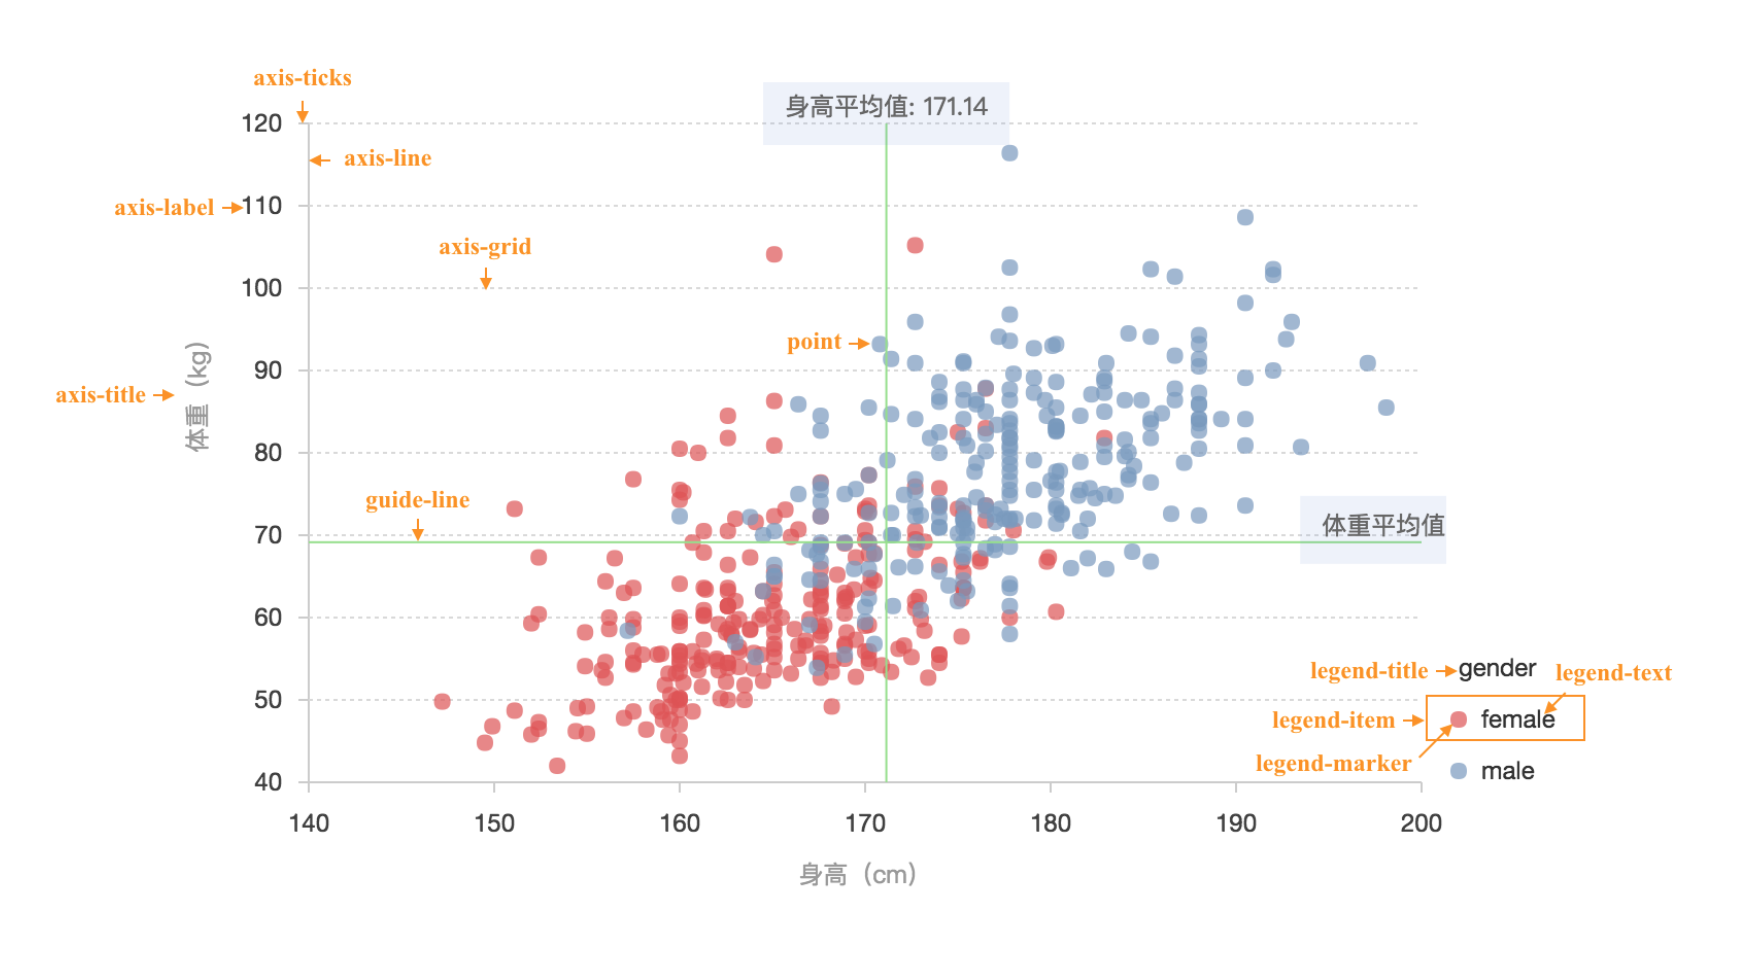 axis-ticks
身高平均值: 171.14
120
axis-line
axis-label
110
axis-grid
100
point
90
体重（kg）
axis-title
80
guide-line
70
体重平均值
60
50
40
140 150 160 170 180 190 200
身高（cm）
legend-title
gender
legend-text
legend-item
female
legend-marker
male